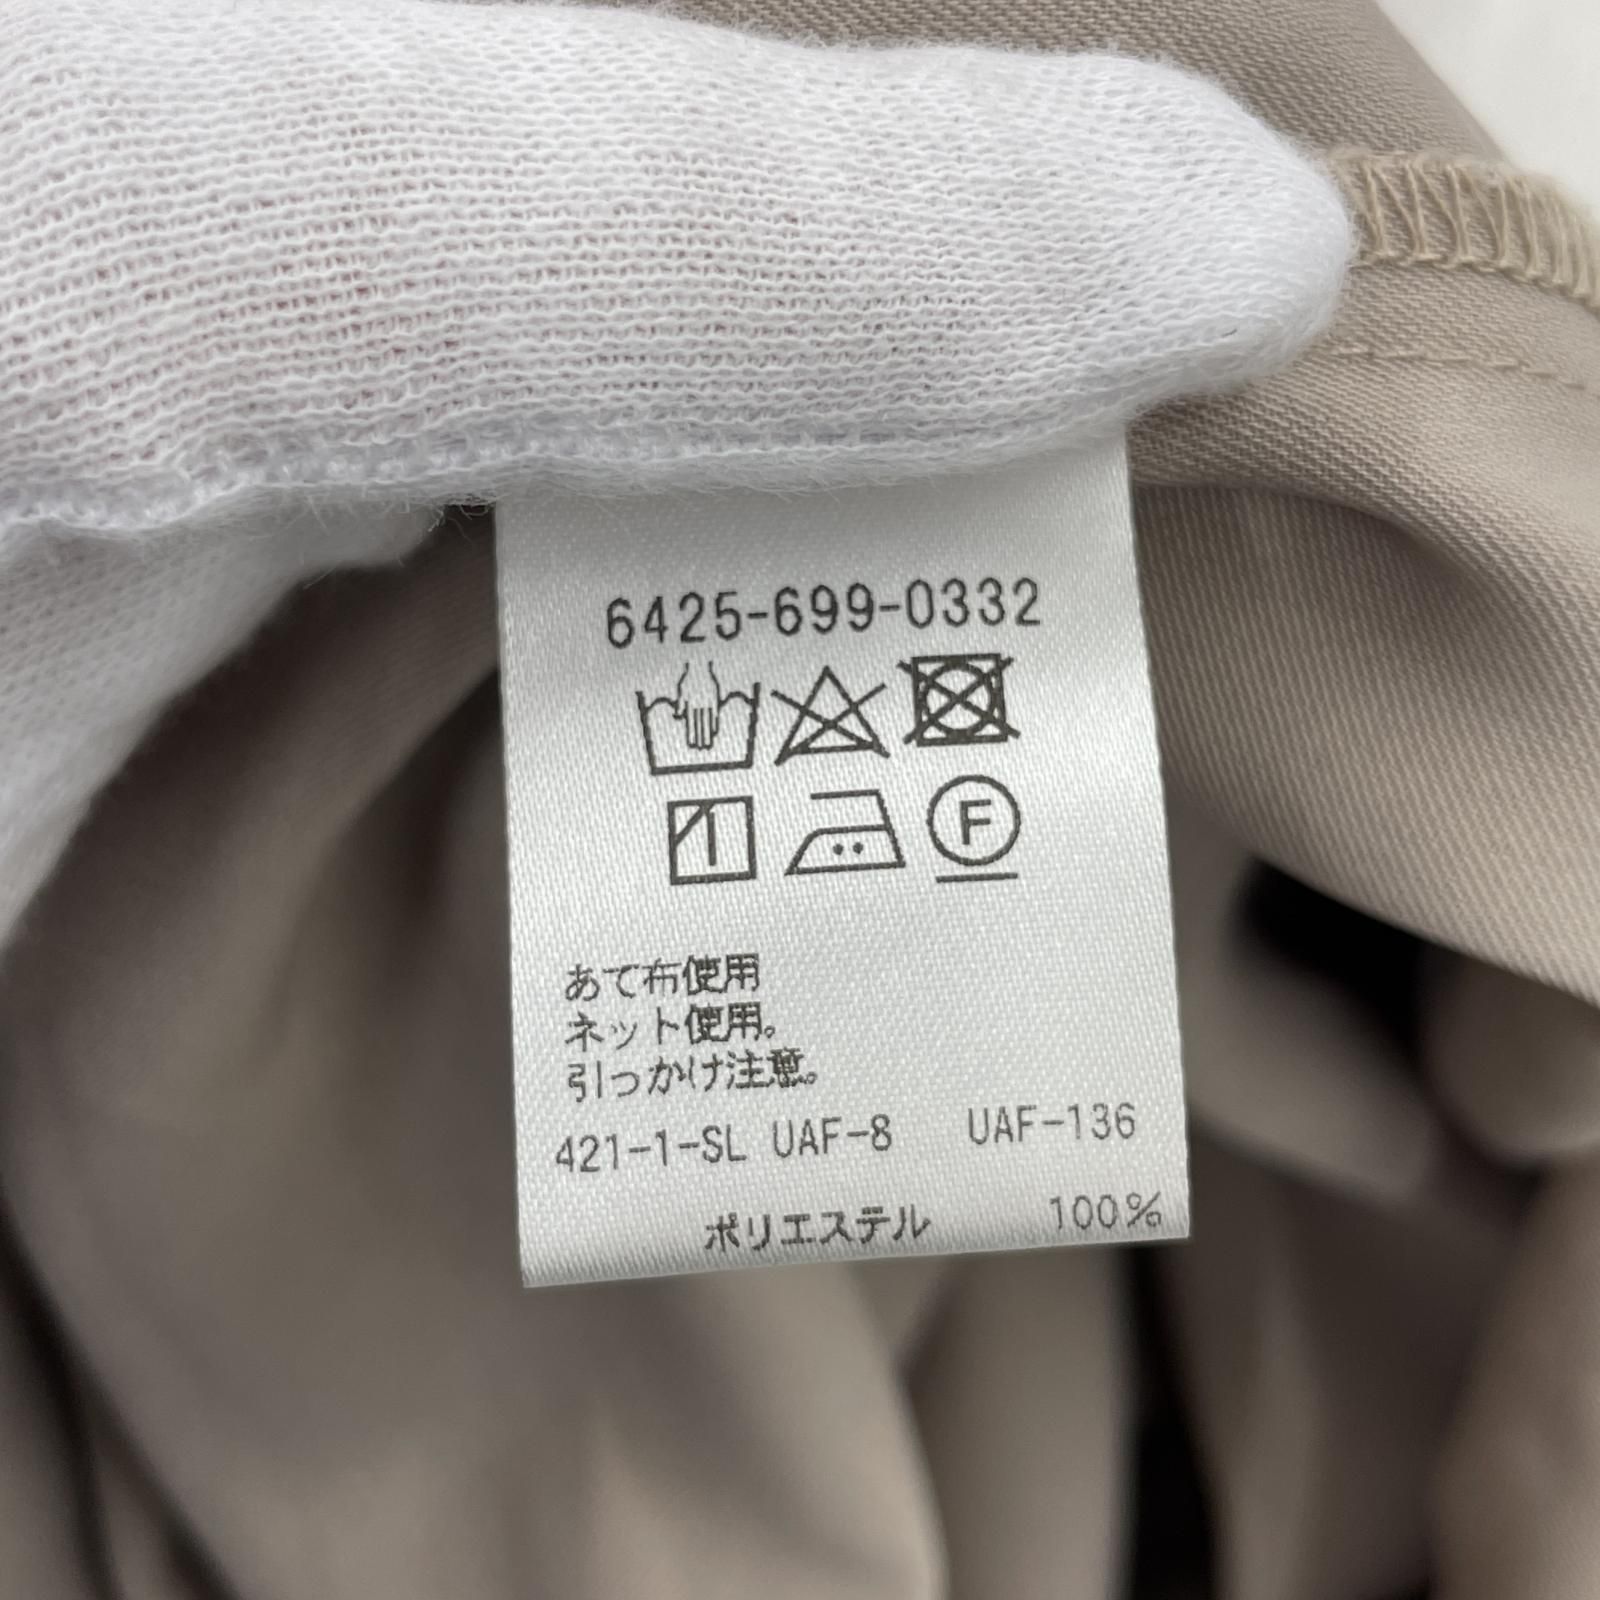 6425-699-0332
F
あて布使用
ネット使用。
引っかけ注意。
421-1-SL UAF-8 UAF-136
ポリエステル 100%